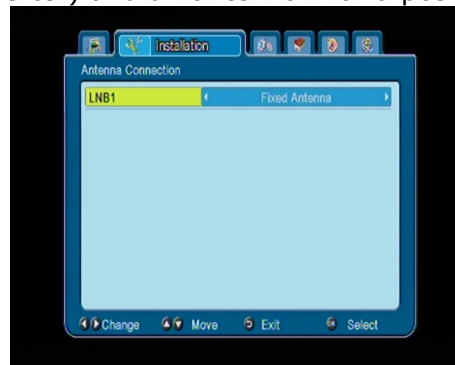 Installation
Antenna Connection
LNB1 Fixed Antenna
Change Move Exit Select